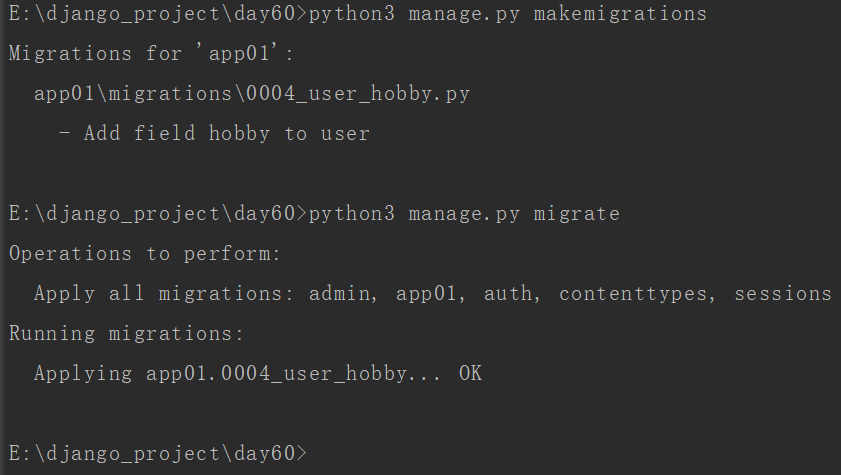 E:\django_project\day60>python3 manage.py makemigrations
Migrations for 'app01':
  app01\migrations\0004_user_hobby.py
    - Add field hobby to user
E:\django_project\day60>python3 manage.py migrate
Operations to perform:
  Apply all migrations: admin, app01, auth, contenttypes, sessions
Running migrations:
  Applying app01.0004_user_hobby... OK
E:\django_project\day60>